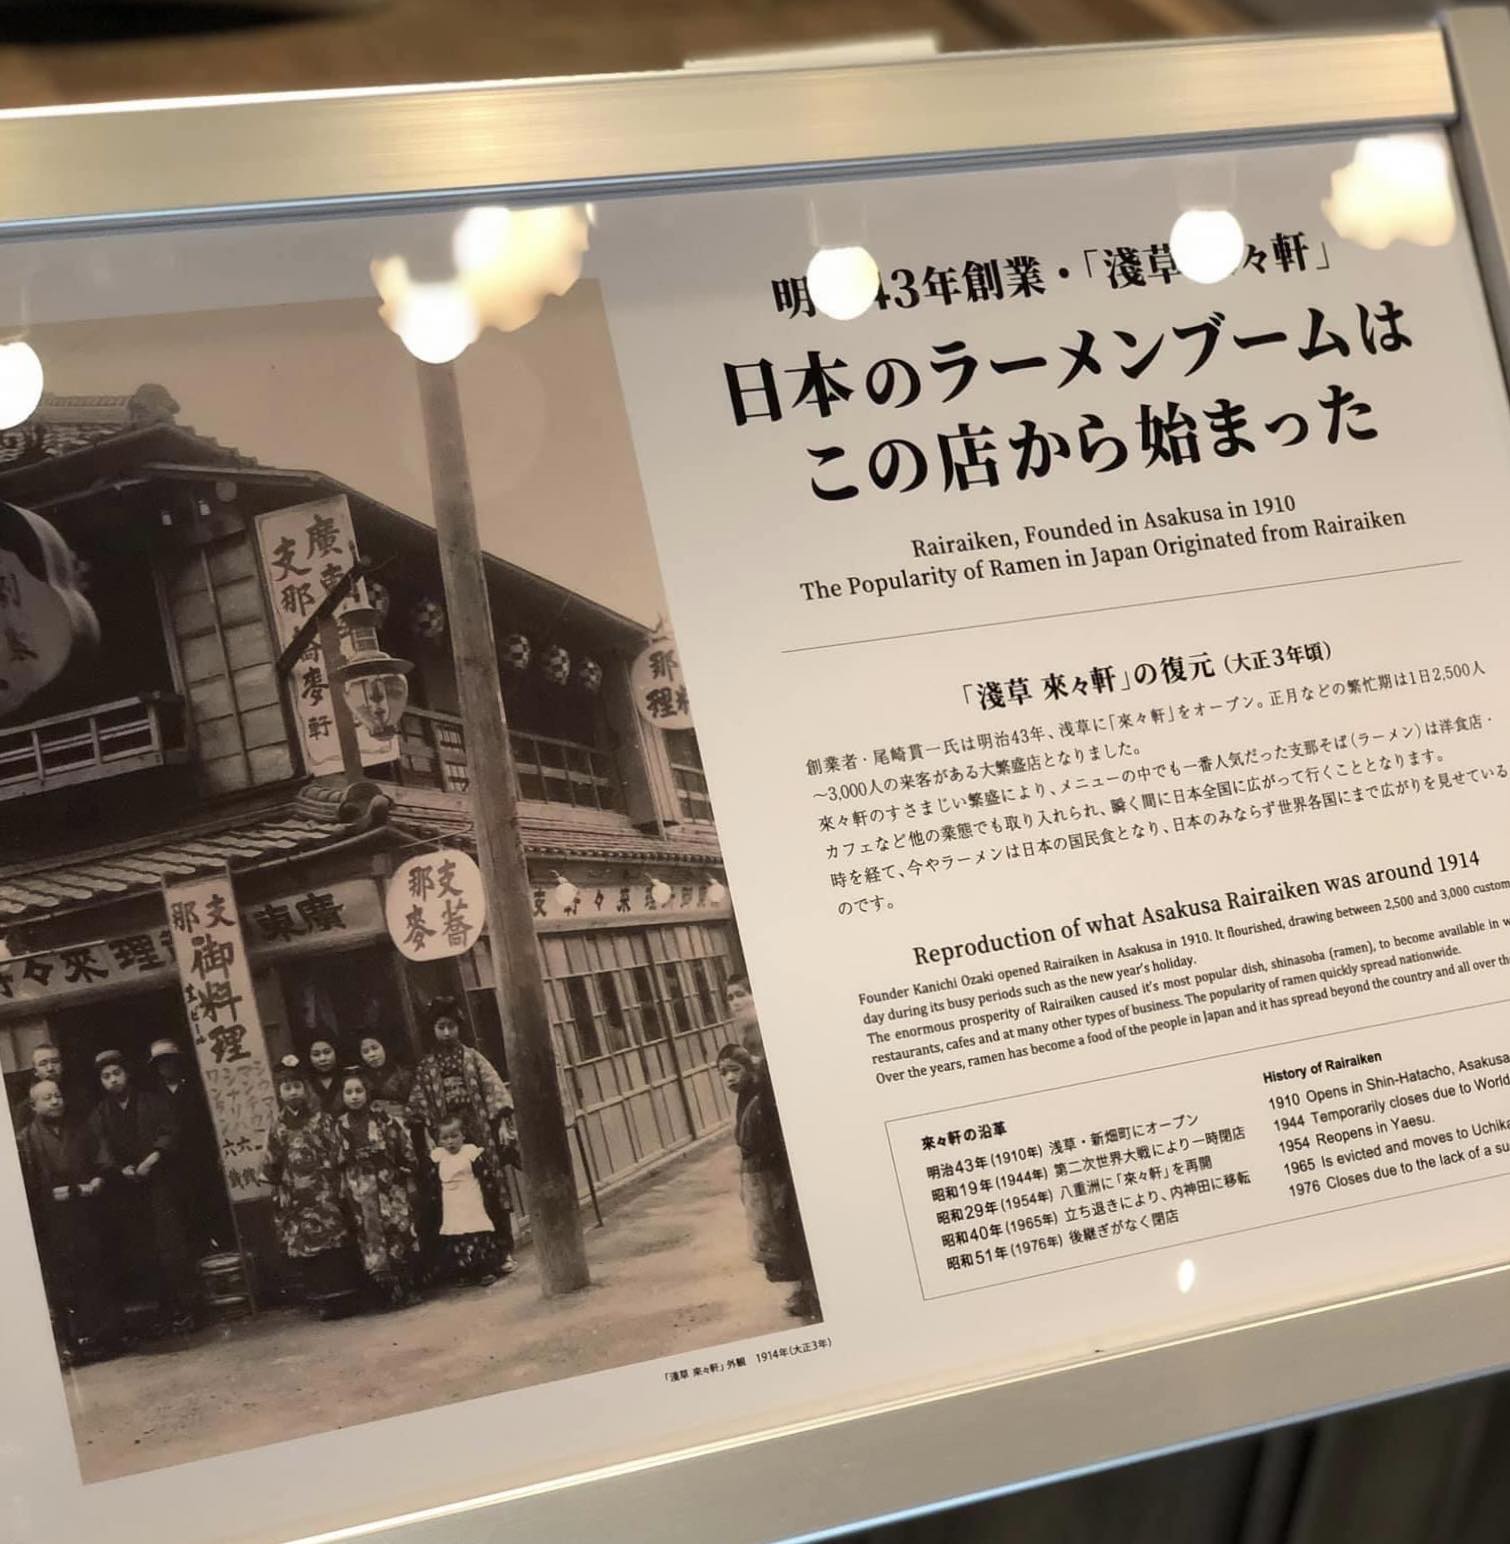 明 43年創業・「淺草 々軒」
日本のラーメンブームは
この店から始まった
Rairaiken, Founded in Asakusa in 1910
The Popularity of Ramen in Japan Originated from Rairaiken
「淺草 來々軒」の復元（大正3年頃）
創業者・尾崎貫一氏は明治43年、浅草に「來々軒」をオープン。正月などの繁忙期は1日2,500人
～3,000人の来客がある大繁盛店となりました。
來々軒のすさまじい繁盛により、メニューの中でも一番人気だった支那そば（ラーメン）は洋食店・
カフェなど他の業態でも取り入れられ、瞬く間に日本全国に広がって行くこととなります。
時を経て、今やラーメンは日本の国民食となり、日本のみならず世界各国にまで広がりを見せている
のです。
Reproduction of what Asakusa Rairaiken was around 1914
Founder Kanichi Ozaki opened Rairaiken in Asakusa in 1910. It flourished, drawing between 2,500 and 3,000
day during its busy periods such as the new year's holiday.
The enormous prosperity of Rairaiken caused it's most popular dish, shinasoba (ramen), to become available in
restaurants, cafes and at many other types of business. The popularity of ramen quickly spread nationwide.
Over the years, ramen has become a food of the people in Japan and it has spread beyond the country and all over
來々軒の沿革
明治43年（1910年） 浅草・新畑町にオープン
昭和19年（1944年） 第二次世界大戦により一時閉店
昭和29年（1954年） 八重洲に「來々軒」を再開
昭和40年（1965年） 立ち退きにより、内神田に移転
昭和51年（1976年） 後継ぎがなく閉店
History of Rairaiken
1910 Opens in Shin-Hatacho, Asakusa
1944 Temporarily closes due to World
1954 Reopens in Yaesu.
1965 Is evicted and moves to
1976 Closes due to the lack of a
「淺草 來々軒」外観 1914年（大正3年）
廣
支那蕎麥軒
那
理
支那蕎麥
廣東
支那御料理